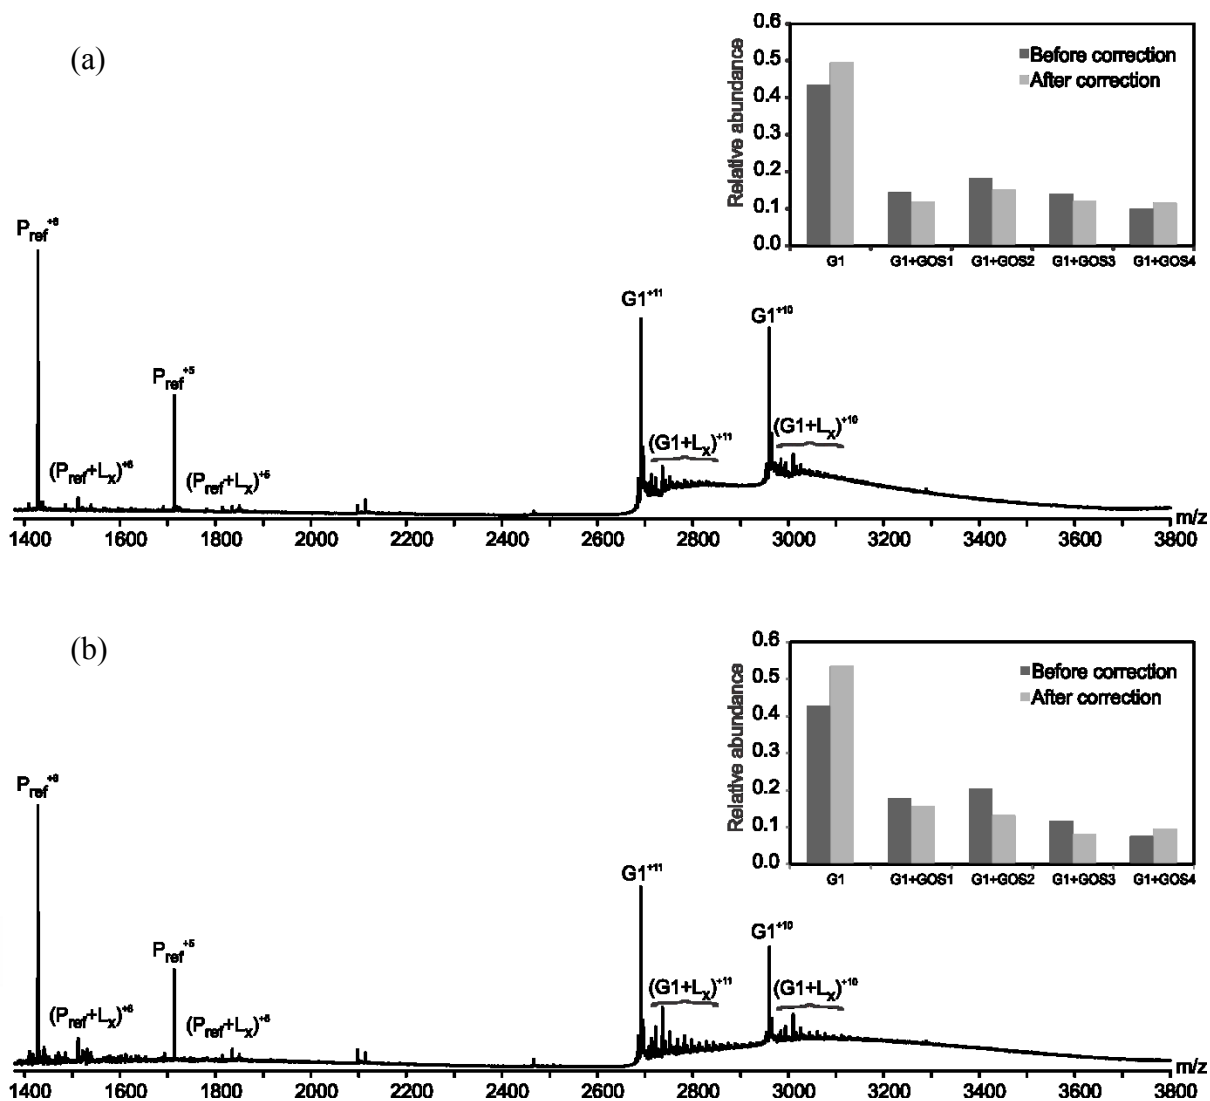 (a)
0.6
0.5
0.4
0.3
0.2
0.1
0.0
Relative abundance
Before correction
After correction
G1
G1+GOS1
G1+GOS2
G1+GOS3
G1+GOS4
Pref+6
(Pref+Lx)+6
Pref+5
(Pref+Lx)+5
G1+11
(G1+Lx)+11
G1+10
(G1+Lx)+10
1400 1600 1800 2000 2200 2400 2600 2800 3000 3200 3400 3600 3800
m/z
(b)
0.6
0.5
0.4
0.3
0.2
0.1
0.0
Relative abundance
Before correction
After correction
G1
G1+GOS1
G1+GOS2
G1+GOS3
G1+GOS4
Pref+6
(Pref+Lx)+6
Pref+5
(Pref+Lx)+5
G1+11
(G1+Lx)+11
G1+10
(G1+Lx)+10
1400 1600 1800 2000 2200 2400 2600 2800 3000 3200 3400 3600 3800
m/z